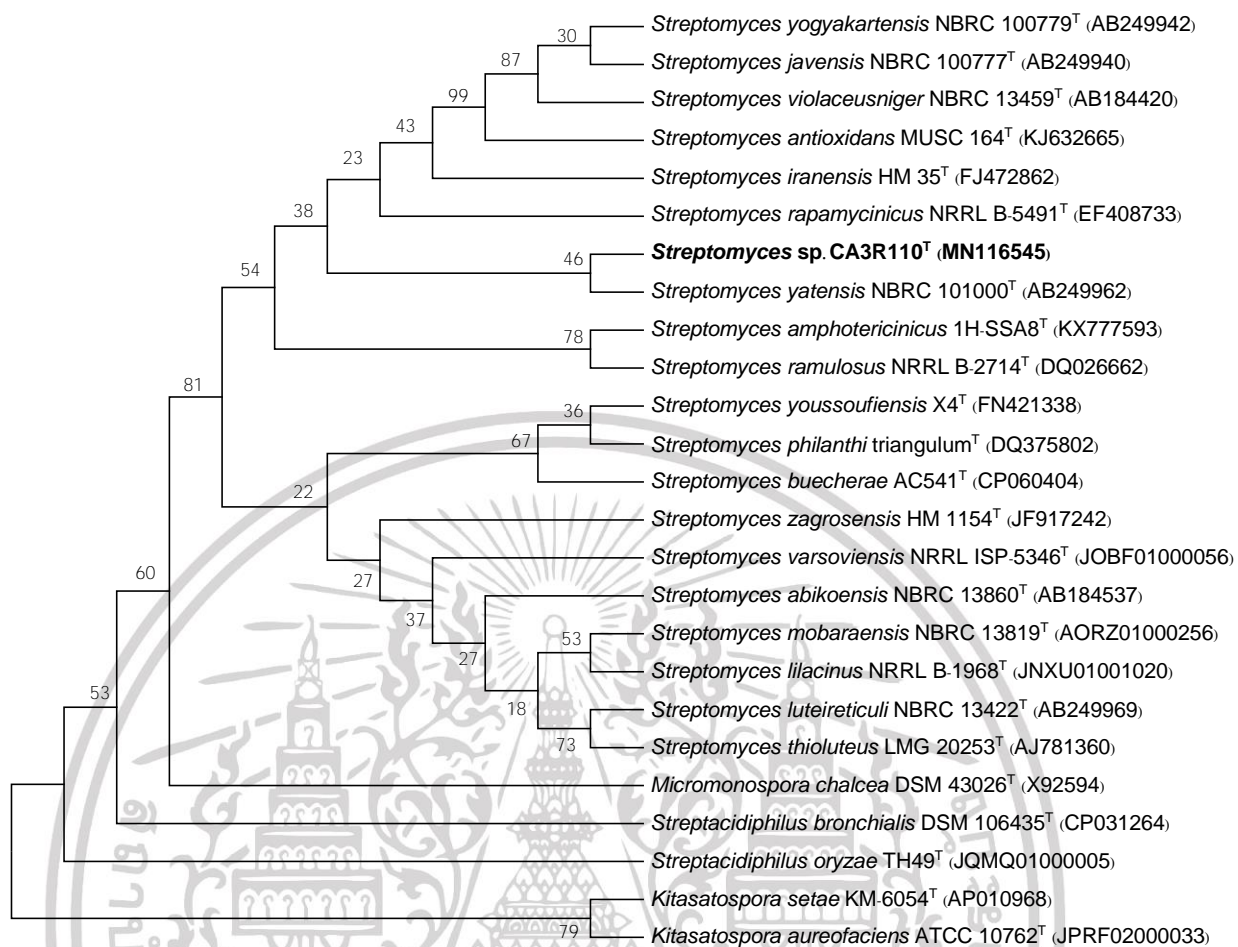 Streptomyces yogyakartensis NBRC 100779T (AB249942)
30
Streptomyces javensis NBRC 100777T (AB249940)
87
Streptomyces violaceusniger NBRC 13459T (AB184420)
99
Streptomyces antioxidans MUSC 164T (KJ632665)
43
Streptomyces iranensis HM 35T (FJ472862)
23
Streptomyces rapamycinicus NRRL B-5491T (EF408733)
38
Streptomyces sp. CA3R110T (MN116545)
46
Streptomyces yatensis NBRC 101000T (AB249962)
54
Streptomyces amphotericinicus 1H-SSA8T (KX777593)
78
Streptomyces ramulosus NRRL B-2714T (DQ026662)
81
Streptomyces youssoufiensis X4T (FN421338)
36
Streptomyces philanthi triangulumT (DQ375802)
67
Streptomyces buecherae AC541T (CP060404)
22
Streptomyces zagrosensis HM 1154T (JF917242)
Streptomyces varsoviensis NRRL ISP-5346T (JOBF01000056)
60
27
Streptomyces abikoensis NBRC 13860T (AB184537)
37
Streptomyces mobaraensis NBRC 13819T (AORZ01000256)
53
27
Streptomyces lilacinus NRRL B-1968T (JNXU01001020)
53
18
Streptomyces luteireticuli NBRC 13422T (AB249969)
73
Streptomyces thioluteus LMG 20253T (AJ781360)
Micromonospora chalcea DSM 43026T (X92594)
Streptacidiphilus bronchialis DSM 106435T (CP031264)
Streptacidiphilus oryzae TH49T (JQMQ01000005)
Kitasatospora setae KM-6054T (AP010968)
79
Kitasatospora aureofaciens ATCC 10762T (JPRF02000033)